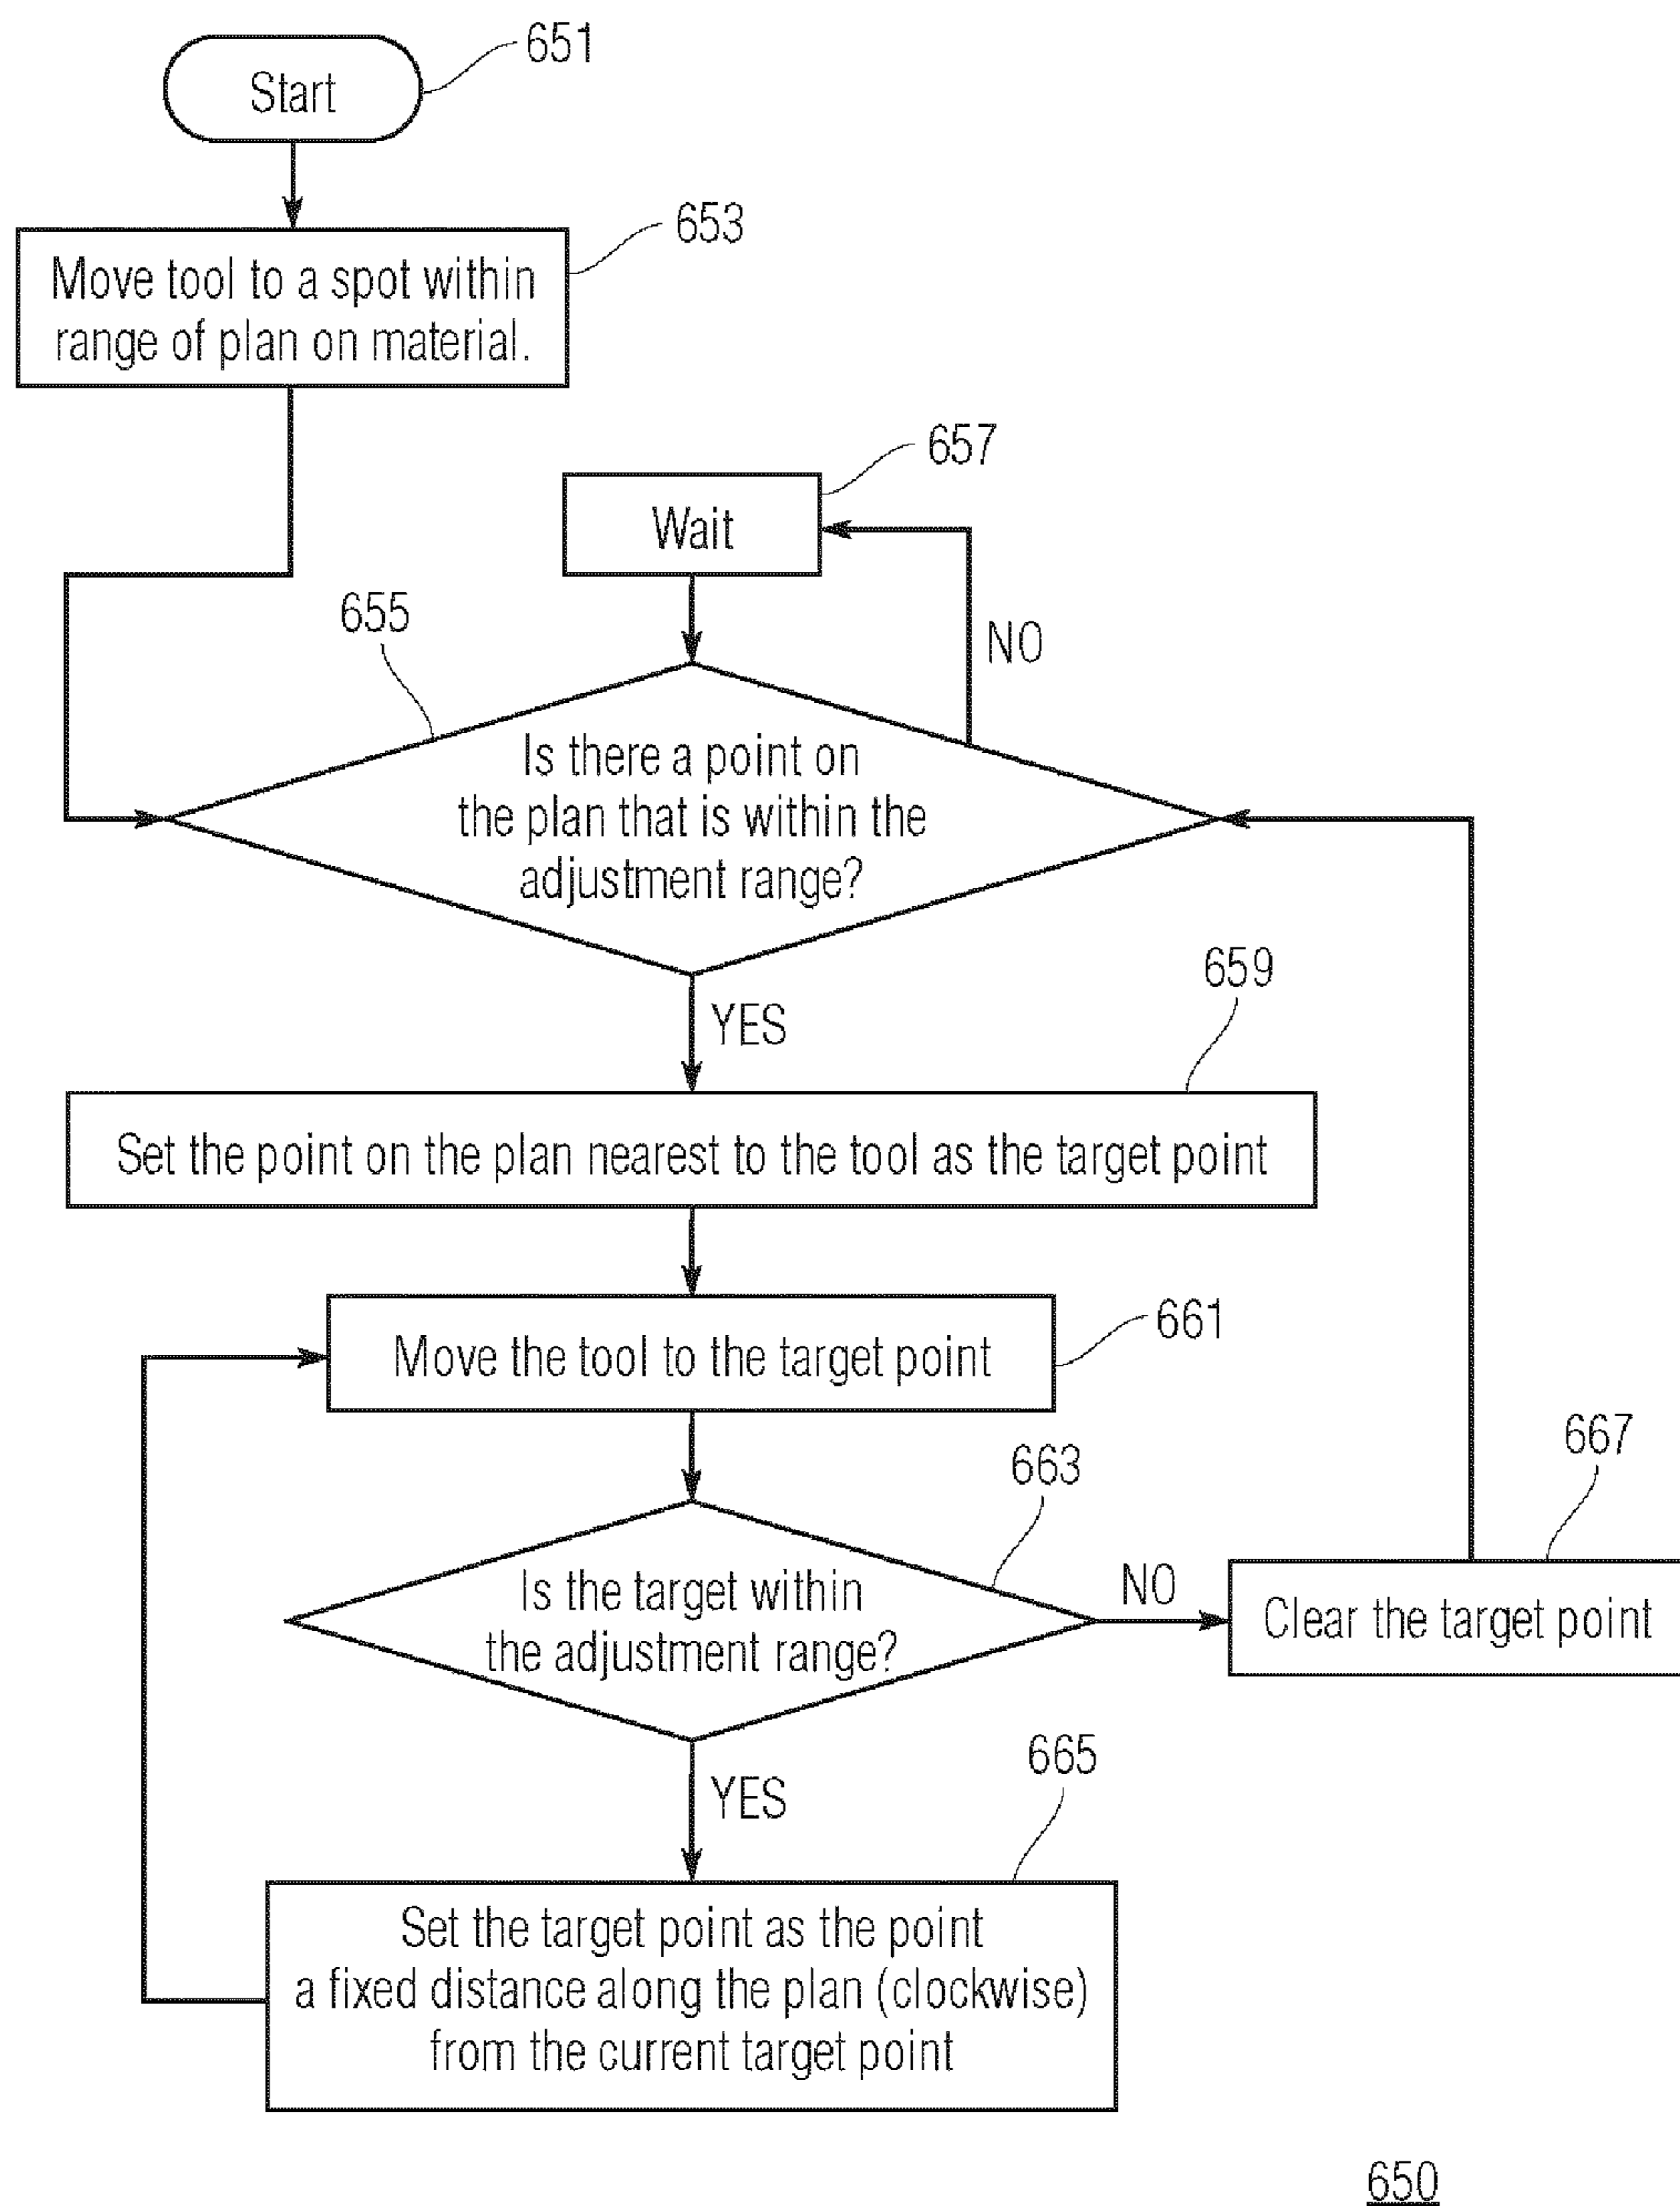 651
Start
653
Move tool to a spot within
range of plan on material.
657
Wait
655
NO
Is there a point on
the plan that is within the
adjustment range?
659
YES
Set the point on the plan nearest to the tool as the target point
661
Move the tool to the target point
663
667
Is the target within
the adjustment range?
NO
Clear the target point
665
YES
Set the target point as the point
a fixed distance along the plan (clockwise)
from the current target point
650